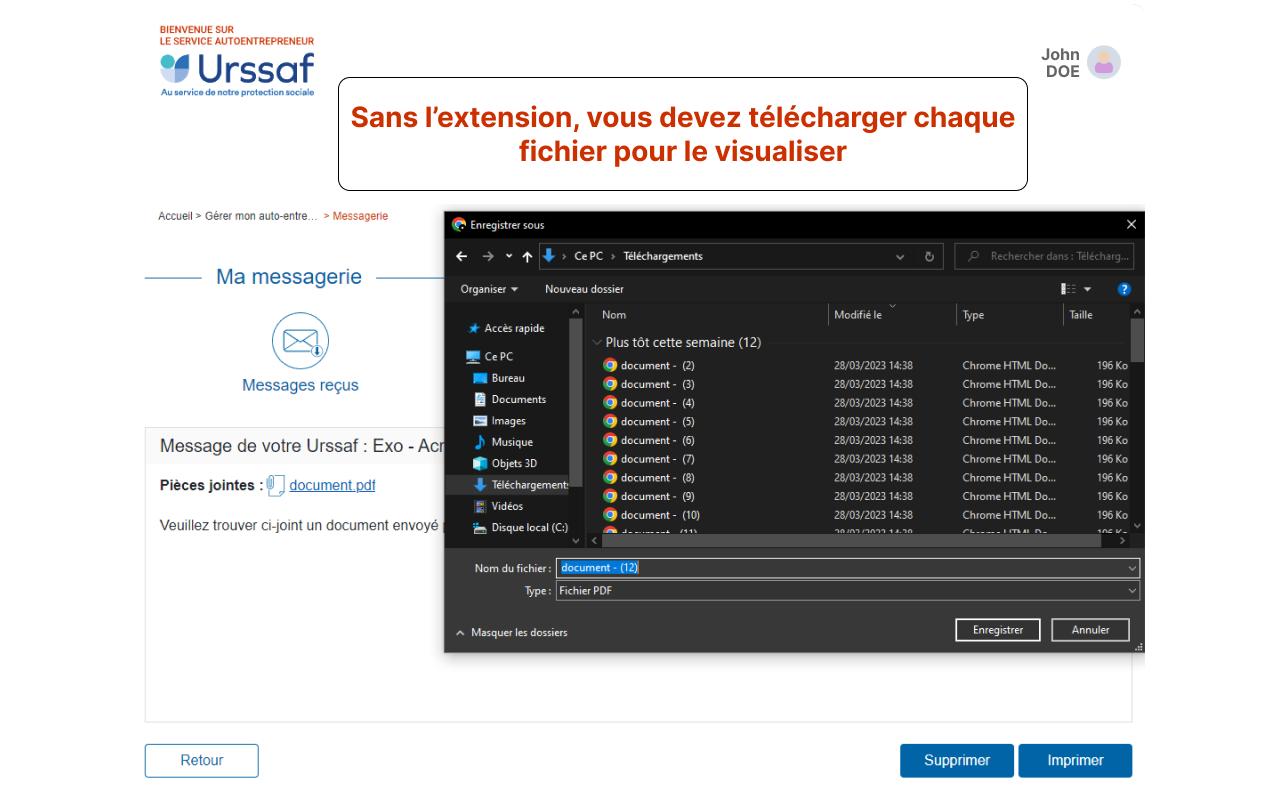 BIENVENUE SUR
LE SERVICE AUTOENTREPRENEUR
Urssaf
Au service de notre protection sociale
John
DOE
Sans l’extension, vous devez télécharger chaque
fichier pour le visualiser
Accueil > Gérer mon auto-entre... > Messagerie
Ma messagerie
Messages reçus
Message de votre Urssaf : Exo - Acr
Pièces jointes : document.pdf
Veuillez trouver ci-joint un document envoyé
Enregistrer sous
Ce PC > Téléchargements
Rechercher dans : Télécharg...
Organiser
Nouveau dossier
Accès rapide
Ce PC
Bureau
Documents
Images
Musique
Objets 3D
Téléchargements
Vidéos
Disque local (C:)
Nom Modifié le Type Taille
Plus tôt cette semaine (12)
document - (2) 28/03/2023 14:38 Chrome HTML Do... 196 Ko
document - (3) 28/03/2023 14:38 Chrome HTML Do... 196 Ko
document - (4) 28/03/2023 14:38 Chrome HTML Do... 196 Ko
document - (5) 28/03/2023 14:38 Chrome HTML Do... 196 Ko
document - (6) 28/03/2023 14:38 Chrome HTML Do... 196 Ko
document - (7) 28/03/2023 14:38 Chrome HTML Do... 196 Ko
document - (8) 28/03/2023 14:38 Chrome HTML Do... 196 Ko
document - (9) 28/03/2023 14:38 Chrome HTML Do... 196 Ko
document - (10) 28/03/2023 14:38 Chrome HTML Do... 196 Ko
document - (11) 28/03/2023 14:38 Chrome HTML Do... 196 Ko
Nom du fichier : document - (12)
Type : Fichier PDF
Masquer les dossiers
Enregistrer
Annuler
Retour
Supprimer
Imprimer